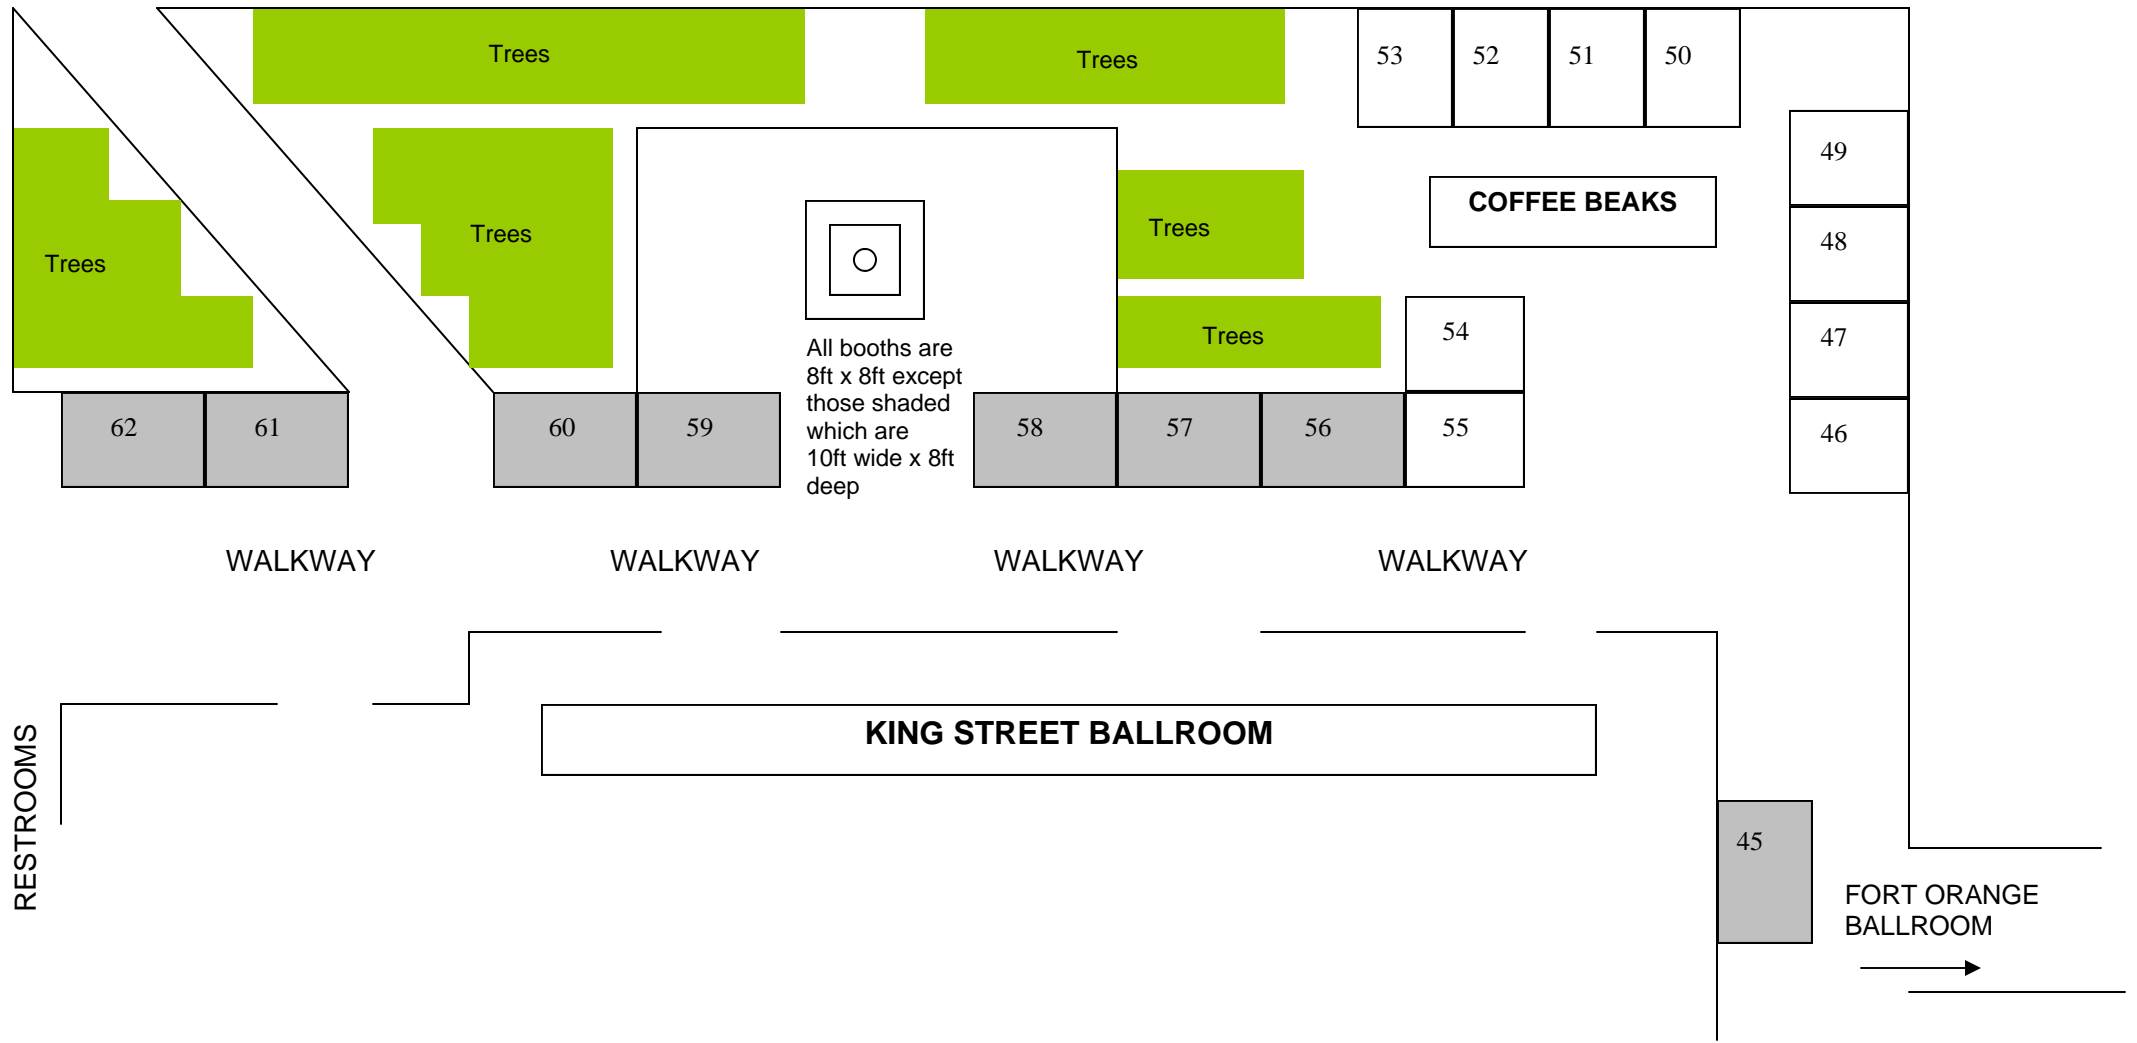 Trees
Trees
53
52
51
50
49
COFFEE BEAKS
Trees
Trees
Trees
48
Trees
54
47
All booths are
8ft x 8ft except
those shaded
which are
10ft wide x 8ft
deep
62
61
60
59
58
57
56
55
46
WALKWAY
WALKWAY
WALKWAY
WALKWAY
KING STREET BALLROOM
RESTROOMS
45
FORT ORANGE
BALLROOM